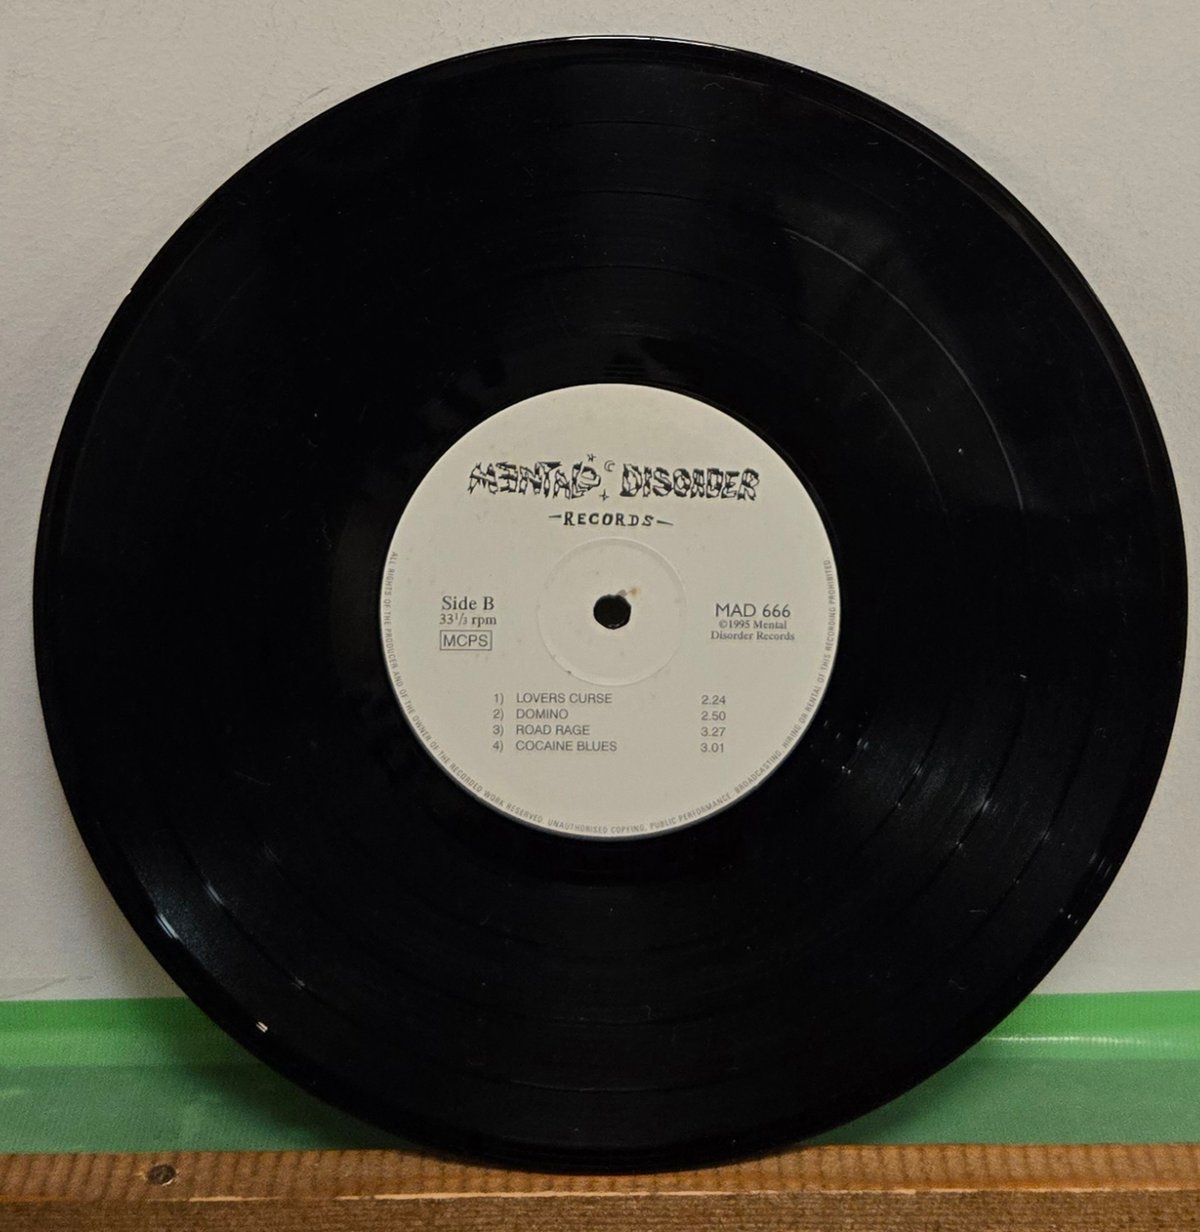 MENTAL DISORDER
-RECORDS-
Side B
33 1/3 rpm
MCPS
MAD 666
©1995 Mental
Disorder Records
1) LOVERS CURSE 2.24
2) DOMINO 2.50
3) ROAD RAGE 3.27
4) COCAINE BLUES 3.01
ALL RIGHTS OF THE PRODUCER AND OF THE OWNER OF THE RECORDED WORK RESERVED. UNAUTHORISED COPYING, PUBLIC PERFORMANCE, BROADCASTING, HIRING OR RENTAL OF THIS RECORDING PROHIBITED